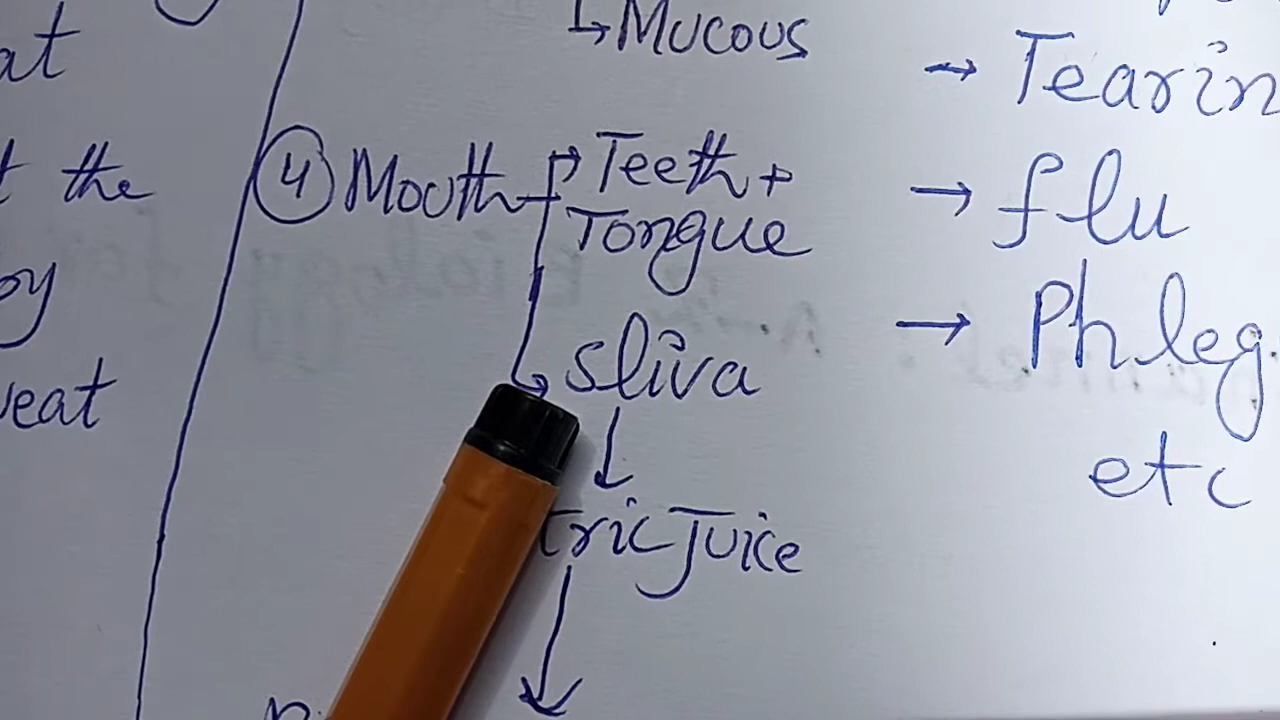 at
the
oy
eat
↳ Mucous
④ Mouth → Teeth +
Tongue
↳ Sliva
↓
tric Juice
↓
→ Tearin
→ flu
→ Phleg
etc